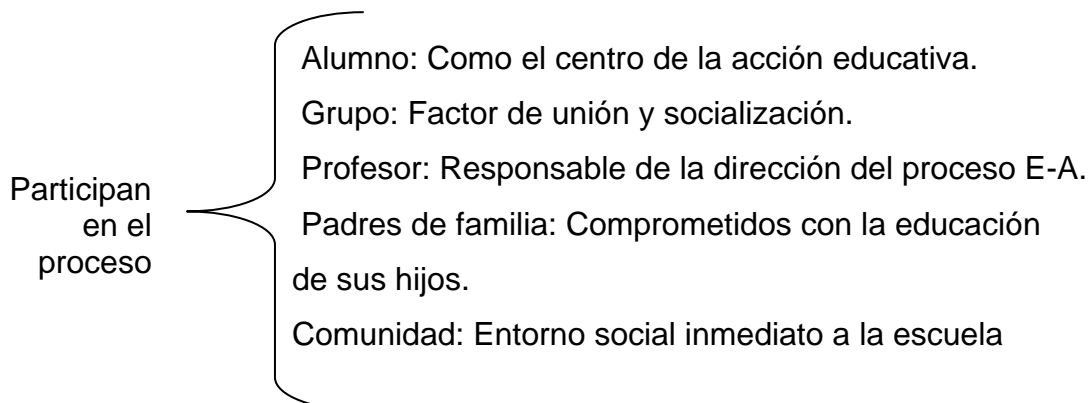 Participan
en el
proceso
Alumno: Como el centro de la acción educativa.
Grupo: Factor de unión y socialización.
Profesor: Responsable de la dirección del proceso E-A.
Padres de familia: Comprometidos con la educación
de sus hijos.
Comunidad: Entorno social inmediato a la escuela